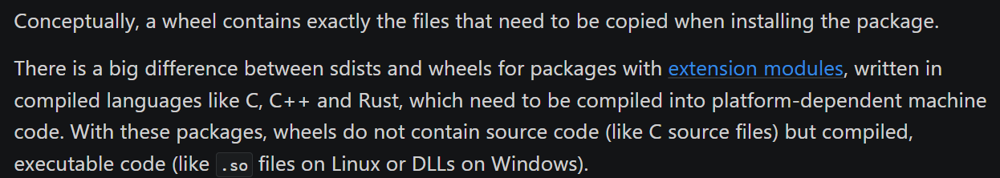 Conceptually, a wheel contains exactly the files that need to be copied when installing the package.
There is a big difference between sdists and wheels for packages with extension modules, written in
compiled languages like C, C++ and Rust, which need to be compiled into platform-dependent machine
code. With these packages, wheels do not contain source code (like C source files) but compiled,
executable code (like .so files on Linux or DLLs on Windows).